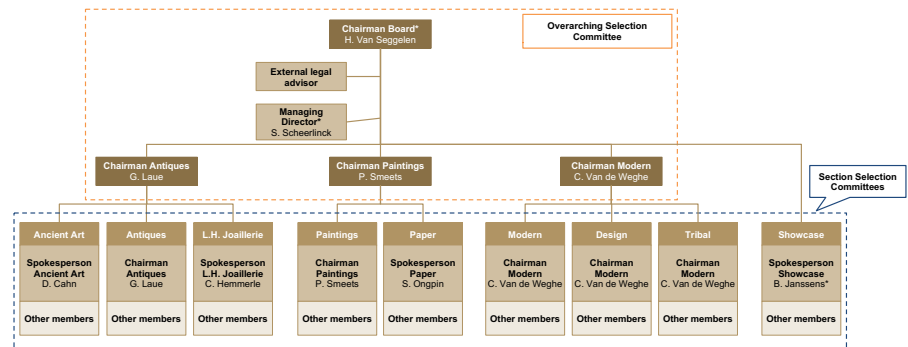 Chairman Board*
H. Van Seggelen
Overarching Selection
Committee
External legal
advisor
Managing
Director*
S. Scheerlinck
Chairman Antiques
G. Laue
Chairman Paintings
P. Smeets
Chairman Modern
C. Van de Weghe
Section Selection
Committees
Ancient Art
Spokesperson
Ancient Art
D. Cahn
Other members
Antiques
Chairman
Antiques
G. Laue
Other members
L.H. Joaillerie
Spokesperson
L.H. Joaillerie
C. Hemmerle
Other members
Paintings
Chairman
Paintings
P. Smeets
Other members
Paper
Spokesperson
Paper
S. Ongpin
Other members
Modern
Chairman
Modern
C. Van de Weghe
Other members
Design
Chairman
Modern
C. Van de Weghe
Other members
Tribal
Chairman
Modern
C. Van de Weghe
Other members
Showcase
Spokesperson
Showcase
B. Janssens*
Other members